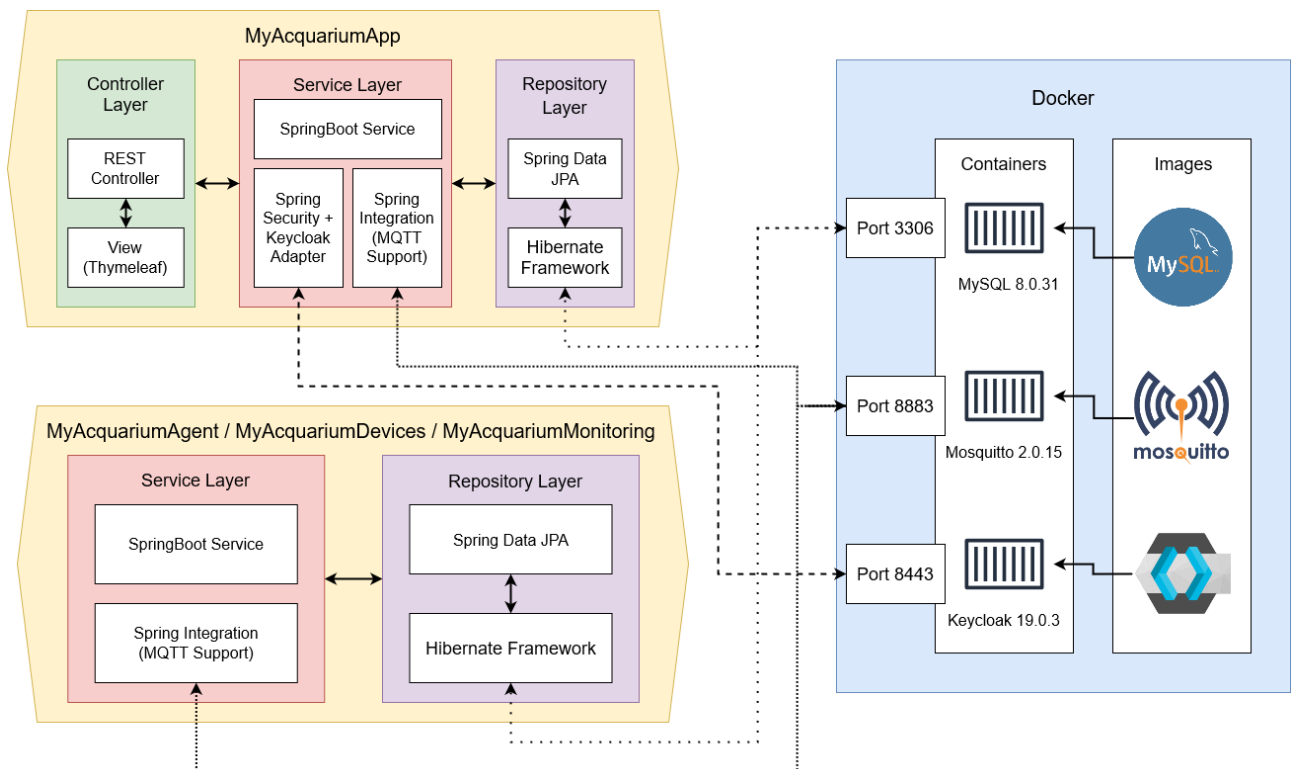 MyAcquariumApp
Controller
Layer
REST
Controller
View
(Thymeleaf)
Service Layer
SpringBoot Service
Spring
Security +
Keycloak
Adapter
Spring
Integration
(MQTT
Support)
Repository
Layer
Spring Data
JPA
Hibernate
Framework
MyAcquariumAgent / MyAcquariumDevices / MyAcquariumMonitoring
Service Layer
SpringBoot Service
Spring Integration
(MQTT Support)
Repository Layer
Spring Data JPA
Hibernate Framework
Docker
Containers
Images
Port 3306
MySQL 8.0.31
MySQL
Port 8883
Mosquitto 2.0.15
mosquitto
Port 8443
Keycloak 19.0.3